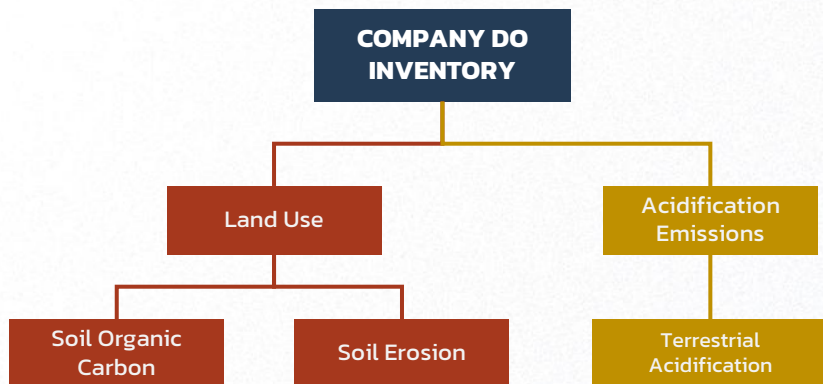 COMPANY DO
INVENTORY
Land Use
Acidification
Emissions
Soil Organic
Carbon
Soil Erosion
Terrestrial
Acidification